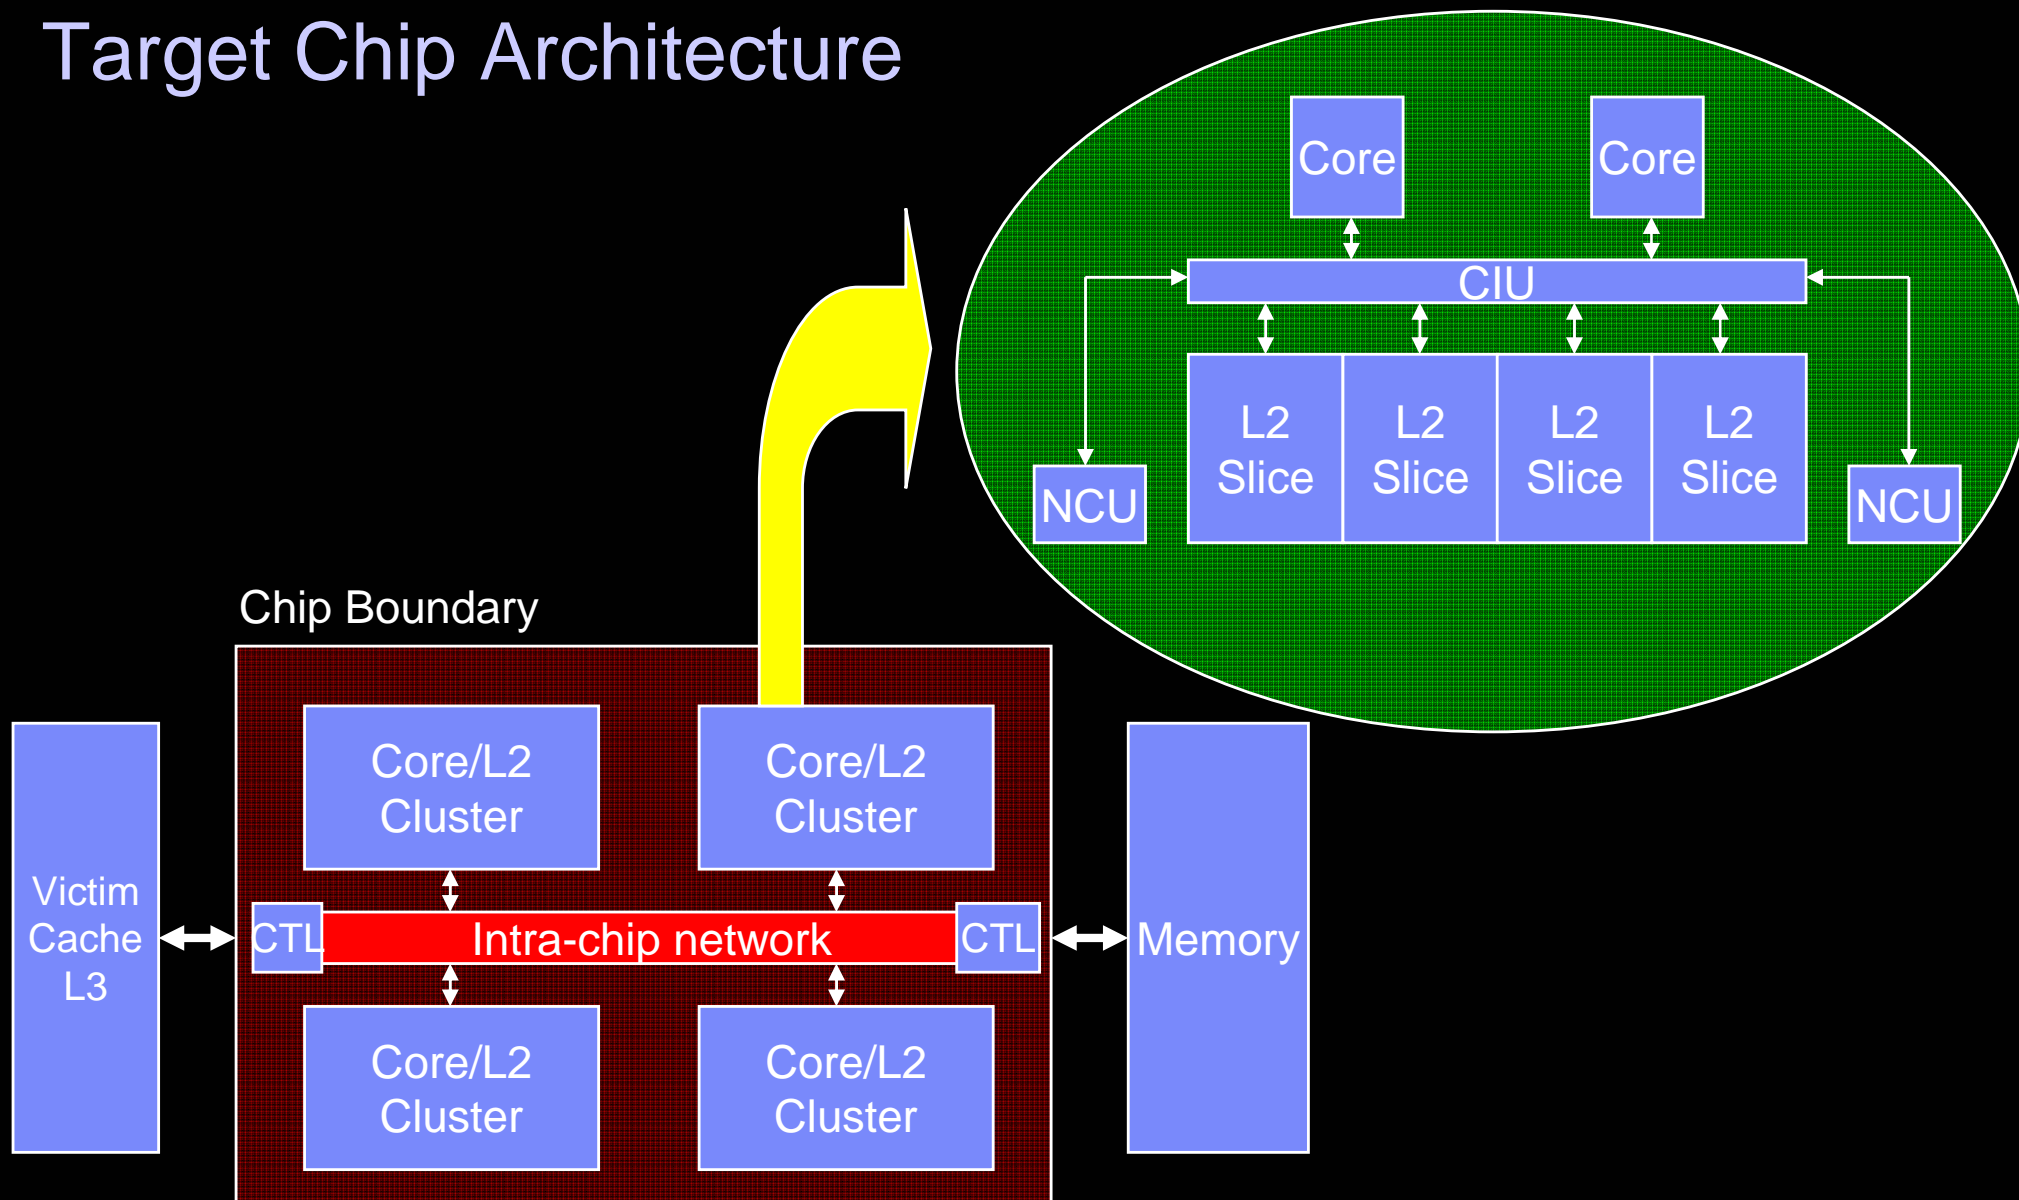 Target Chip Architecture
Core
Core
CIU
L2
Slice
L2
Slice
L2
Slice
L2
Slice
NCU
NCU
Chip Boundary
Core/L2
Cluster
Core/L2
Cluster
Victim
Cache
L3
CTL
Intra-chip network
CTL
Memory
Core/L2
Cluster
Core/L2
Cluster